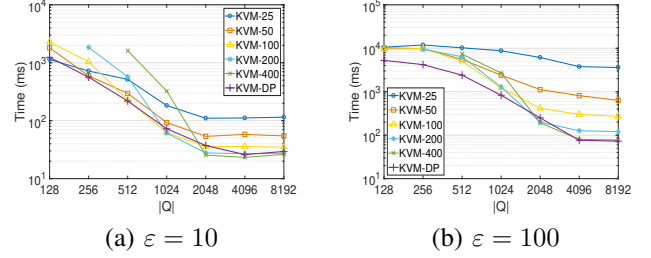 10^4
10^3
10^2
10^1
Time (ms)
128 256 512 1024 2048 4096 8192
|Q|
KVM-25
KVM-50
KVM-100
KVM-200
KVM-400
KVM-DP
(a) ε = 10
10^5
10^4
10^3
10^2
10^1
Time (ms)
128 256 512 1024 2048 4096 8192
|Q|
KVM-25
KVM-50
KVM-100
KVM-200
KVM-400
KVM-DP
(b) ε = 100